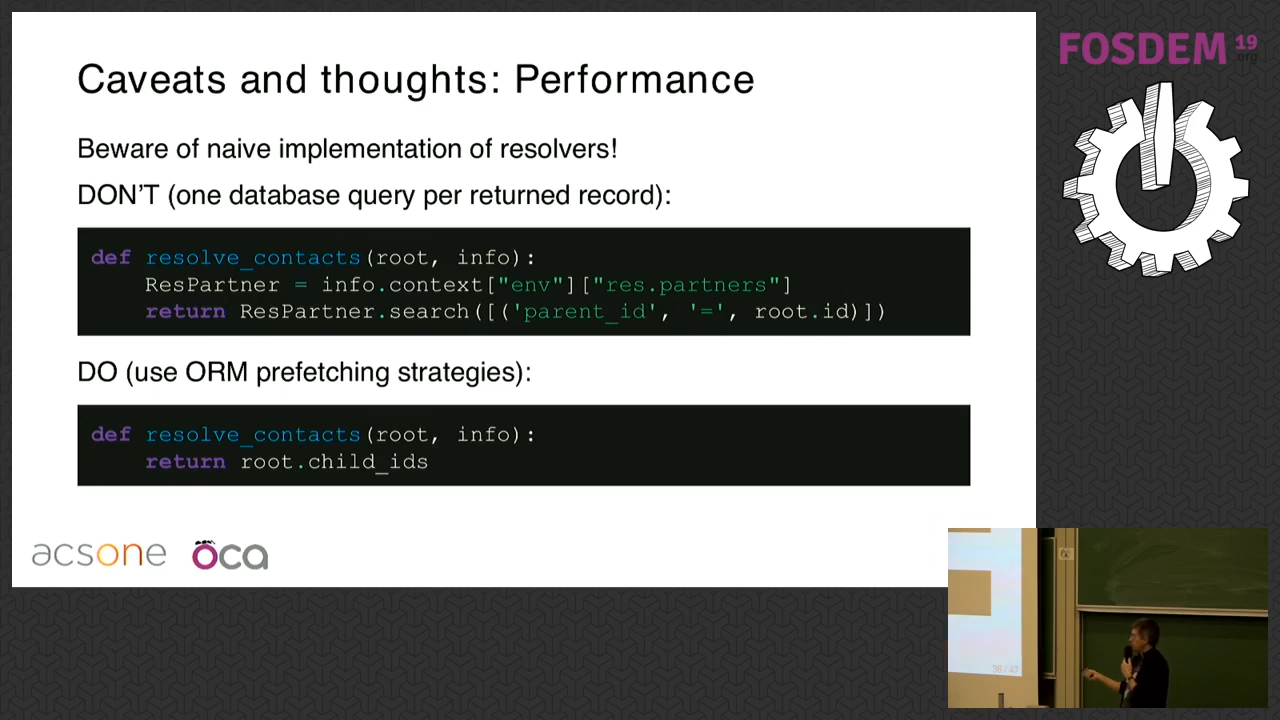 Caveats and thoughts: Performance
Beware of naive implementation of resolvers!
DON'T (one database query per returned record):
def resolve_contacts(root, info):
ResPartner = info.context["env"]["res.partners"]
return ResPartner.search([('parent_id', '=', root.id)])
DO (use ORM prefetching strategies):
def resolve_contacts(root, info):
return root.child_ids
acsone oca
FOSDEM 19
.org